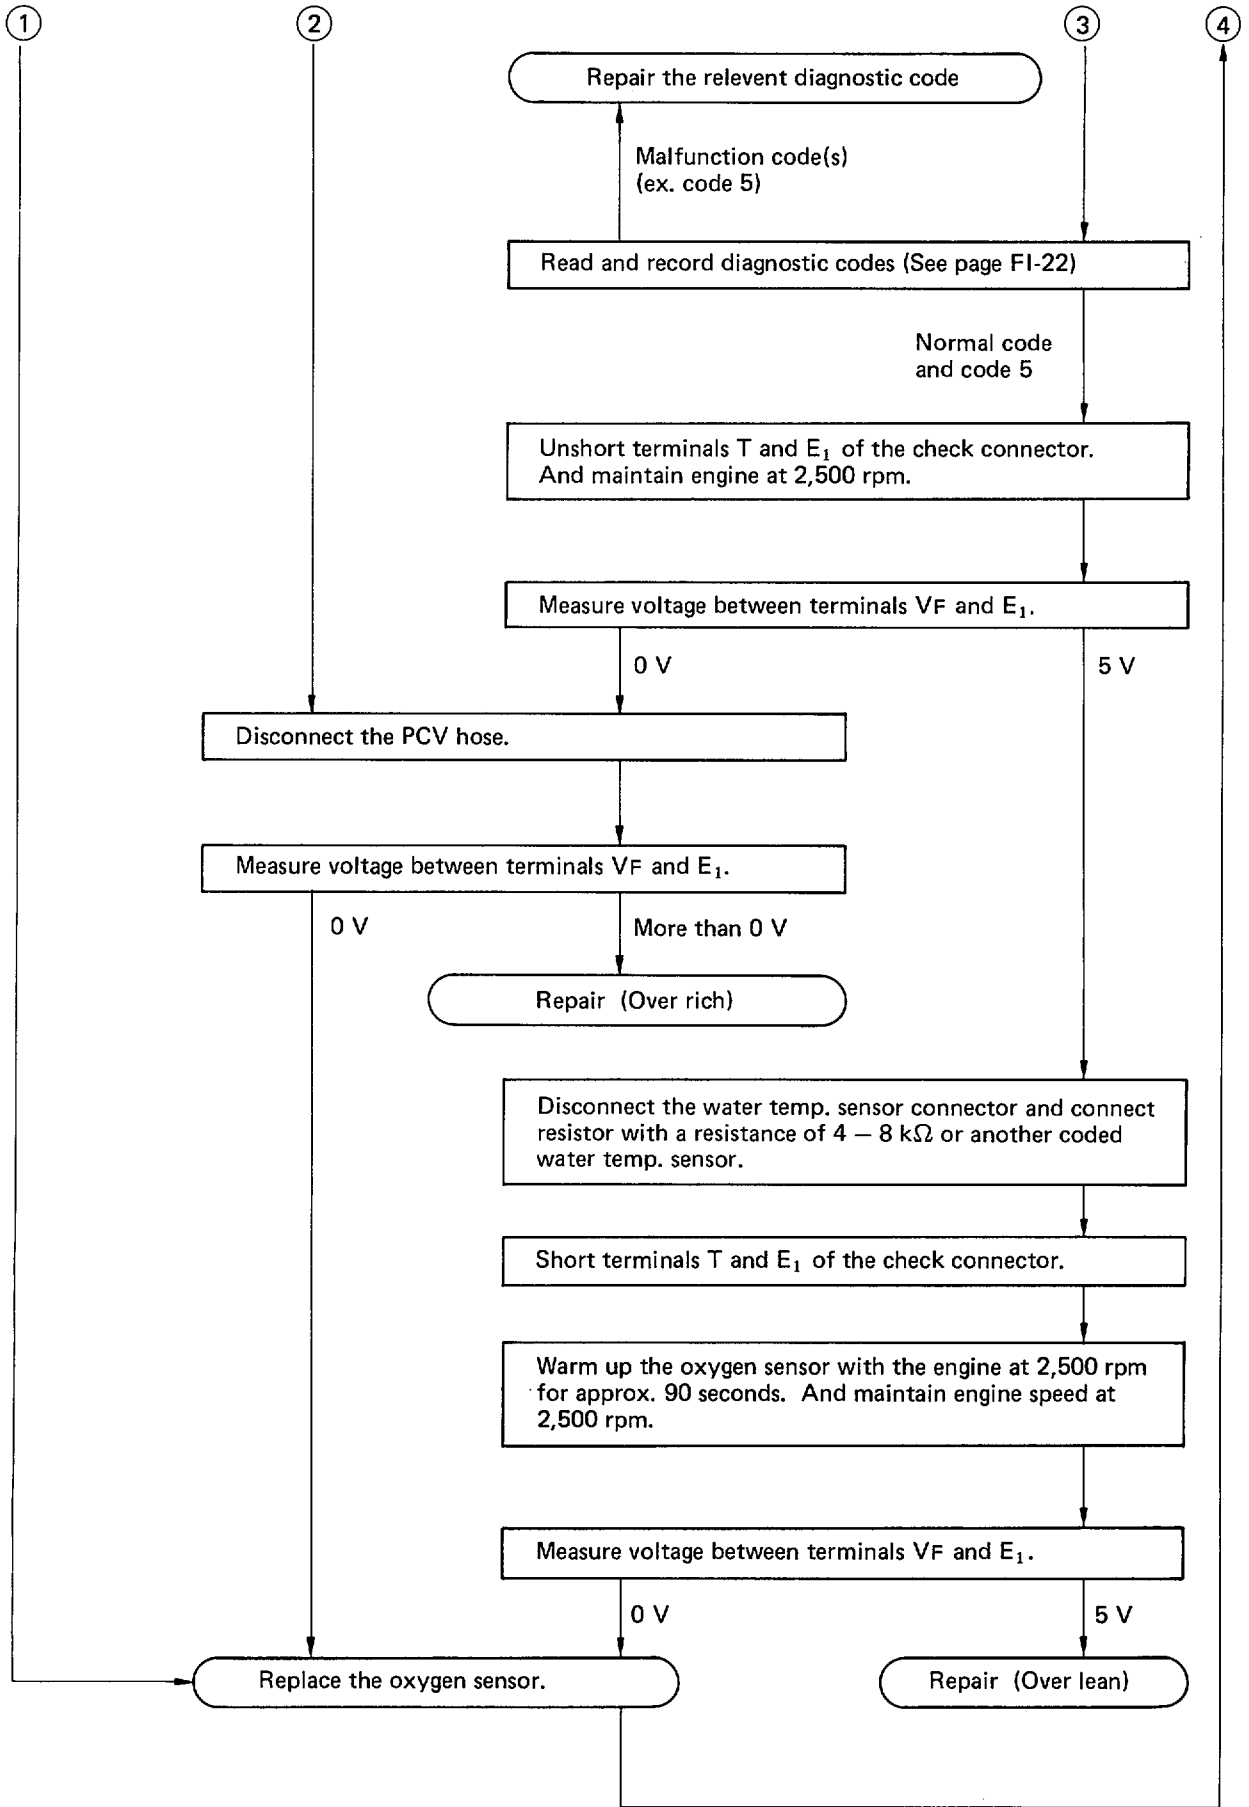 1
2
3
4
Repair the relevent diagnostic code
Malfunction code(s)
(ex. code 5)
Read and record diagnostic codes (See page FI-22)
Normal code
and code 5
Unshort terminals T and E₁ of the check connector.
And maintain engine at 2,500 rpm.
Measure voltage between terminals VF and E₁.
0 V
5 V
Disconnect the PCV hose.
Measure voltage between terminals VF and E₁.
0 V
More than 0 V
Repair (Over rich)
Disconnect the water temp. sensor connector and connect
resistor with a resistance of 4 – 8 kΩ or another coded
water temp. sensor.
Short terminals T and E₁ of the check connector.
Warm up the oxygen sensor with the engine at 2,500 rpm
for approx. 90 seconds. And maintain engine speed at
2,500 rpm.
Measure voltage between terminals VF and E₁.
0 V
5 V
Replace the oxygen sensor.
Repair (Over lean)